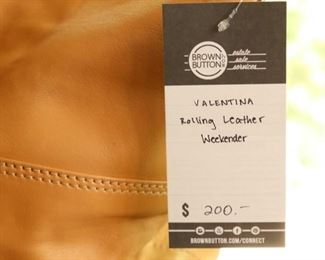 BROWN
BUTTON
estate
sale
services
VALENTINA
Rolling Leather
Weekender
$ 200.-
BROWNBUTTON.COM/CONNECT